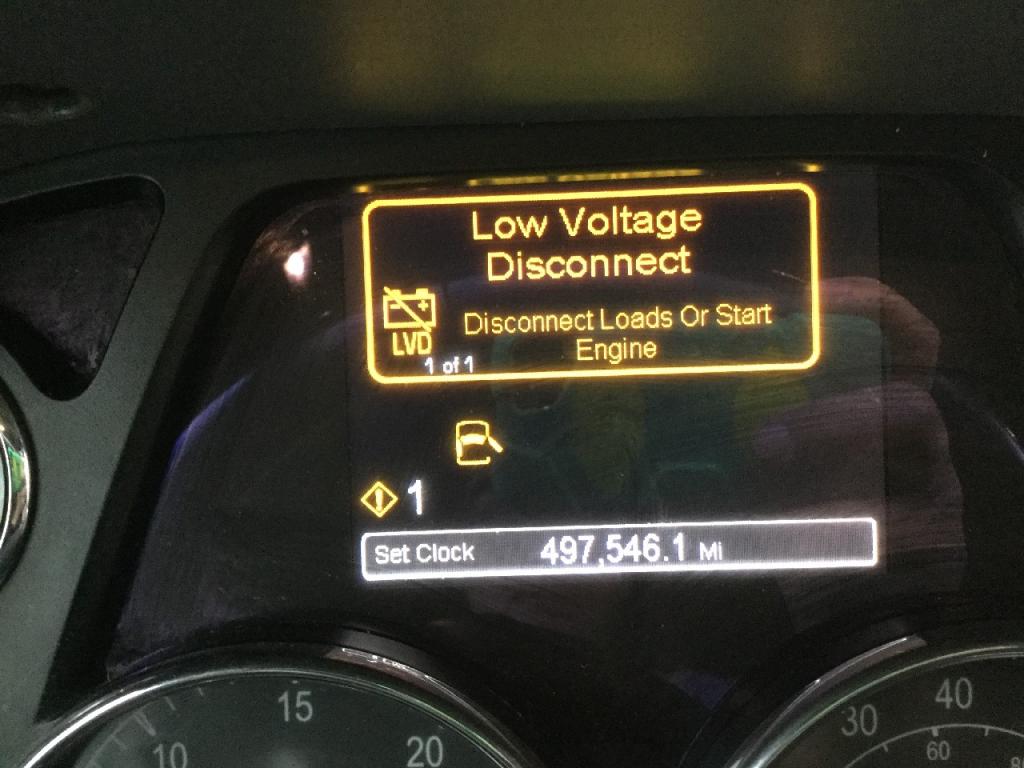 Low Voltage
Disconnect
Disconnect Loads Or Start
Engine
LVD
1 of 1
1
Set Clock 497,546.1 Mi
15
10
20
40
30
60
8